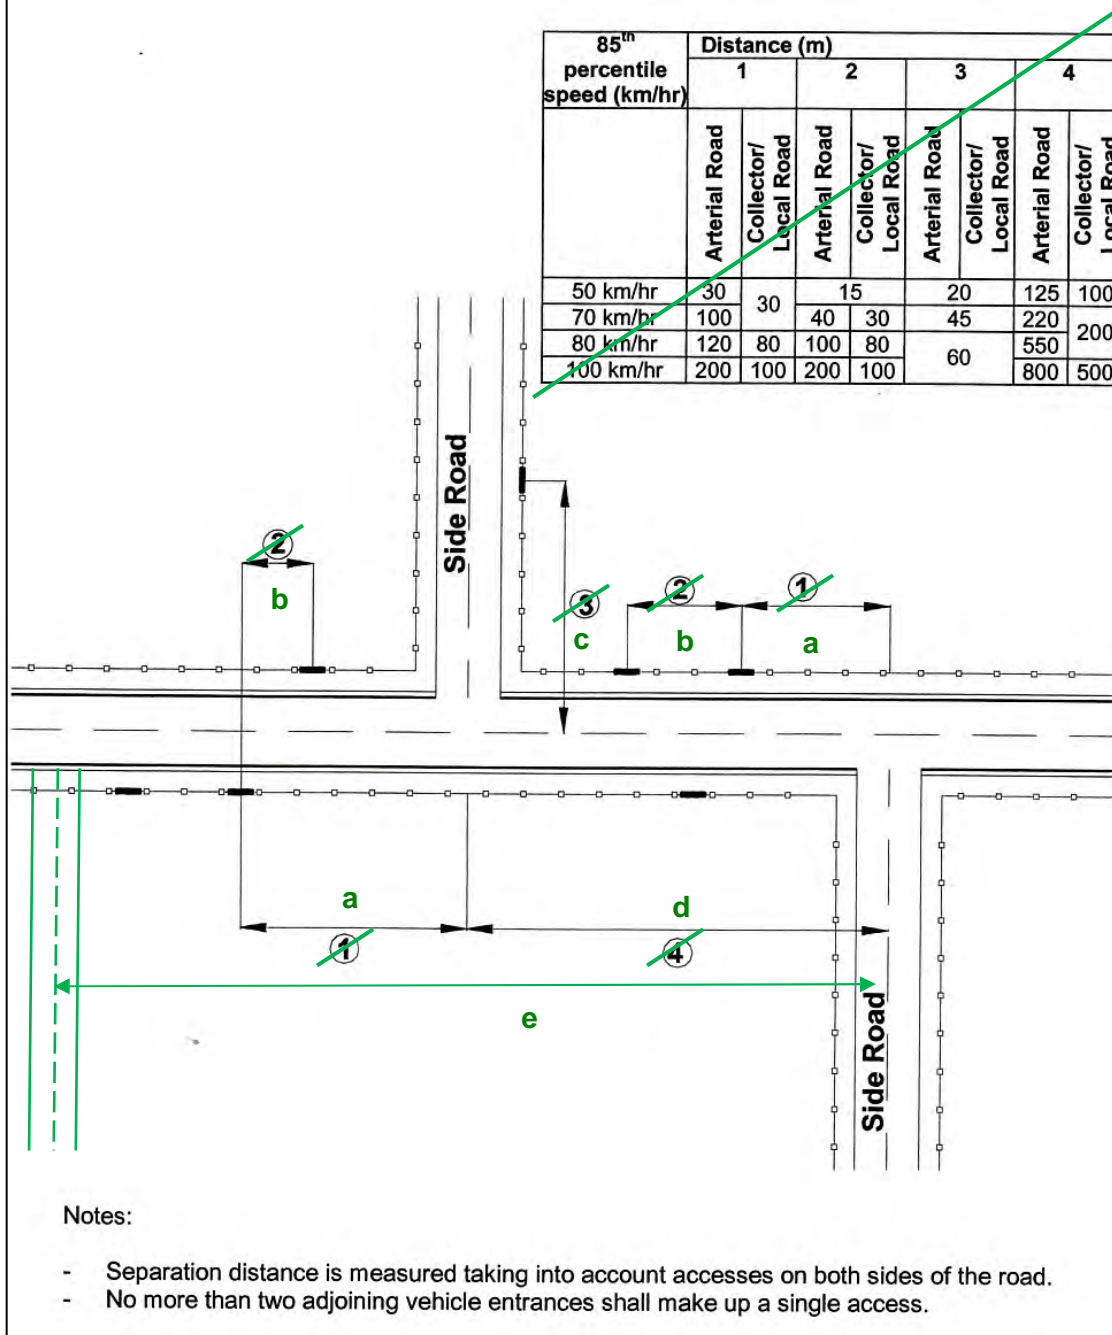 85th percentile speed (km/hr)
Distance (m)
1 2 3 4
Arterial Road
Collector/ Local Road
Arterial Road
Collector/ Local Road
Arterial Road
Collector/ Local Road
Arterial Road
Collector/ Local Road
50 km/hr 30 30 15 20 125 100
70 km/hr 100 40 30 45 220 200
80 km/hr 120 80 100 80 60 550
100 km/hr 200 100 200 100 800 500
Side Road
2
b
3
c
2
b
1
a
a
1
d
4
e
Side Road
Notes:
- Separation distance is measured taking into account accesses on both sides of the road.
- No more than two adjoining vehicle entrances shall make up a single access.